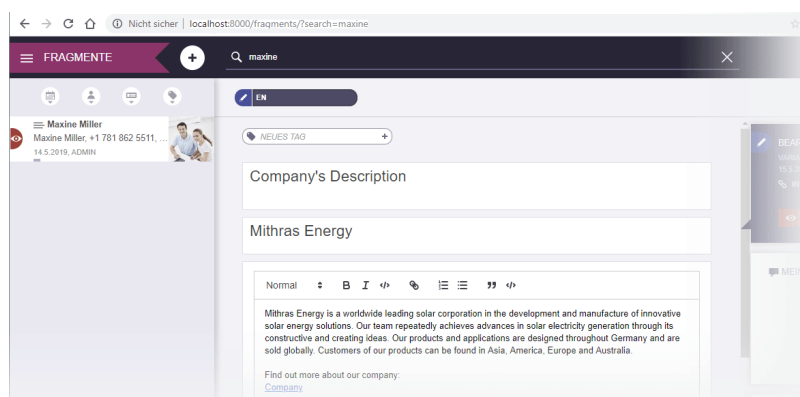 Nicht sicher | localhost:8000/fragments/?search=maxine
FRAGMENTE
+
maxine
EN
Maxine Miller
Maxine Miller, +1 781 862 5511, ...
14.5.2019, ADMIN
NEUES TAG +
Company's Description
Mithras Energy
Normal B I </> </>
Mithras Energy is a worldwide leading solar corporation in the development and manufacture of innovative
solar energy solutions. Our team repeatedly achieves advances in solar electricity generation through its
constructive and creating ideas. Our products and applications are designed throughout Germany and are
sold globally. Customers of our products can be found in Asia, America, Europe and Australia.
Find out more about our company:
Company